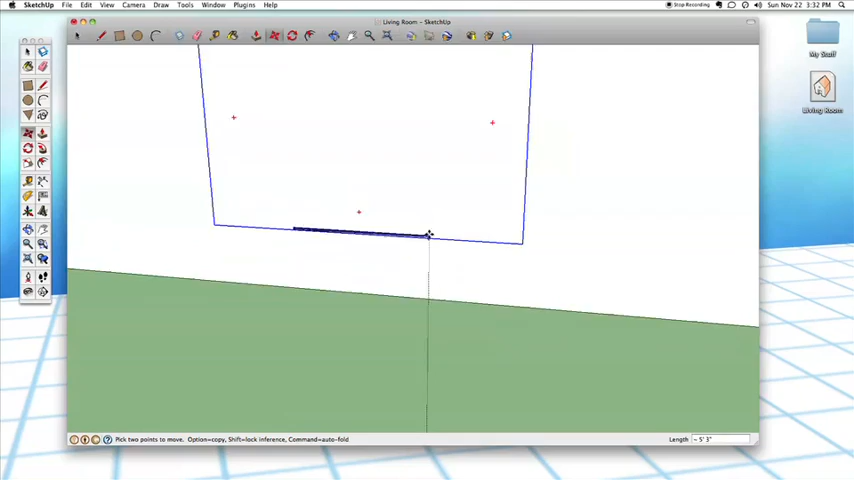 SketchUp File Edit View Camera Draw Tools Window Plugins Help
Stop Recording Sun Nov 22 3:32 PM
Living Room - SketchUp
My Stuff
Living Room
Pick two points to move. Option=copy, Shift=lock inference, Command=auto-fold
Length ~ 5' 3"